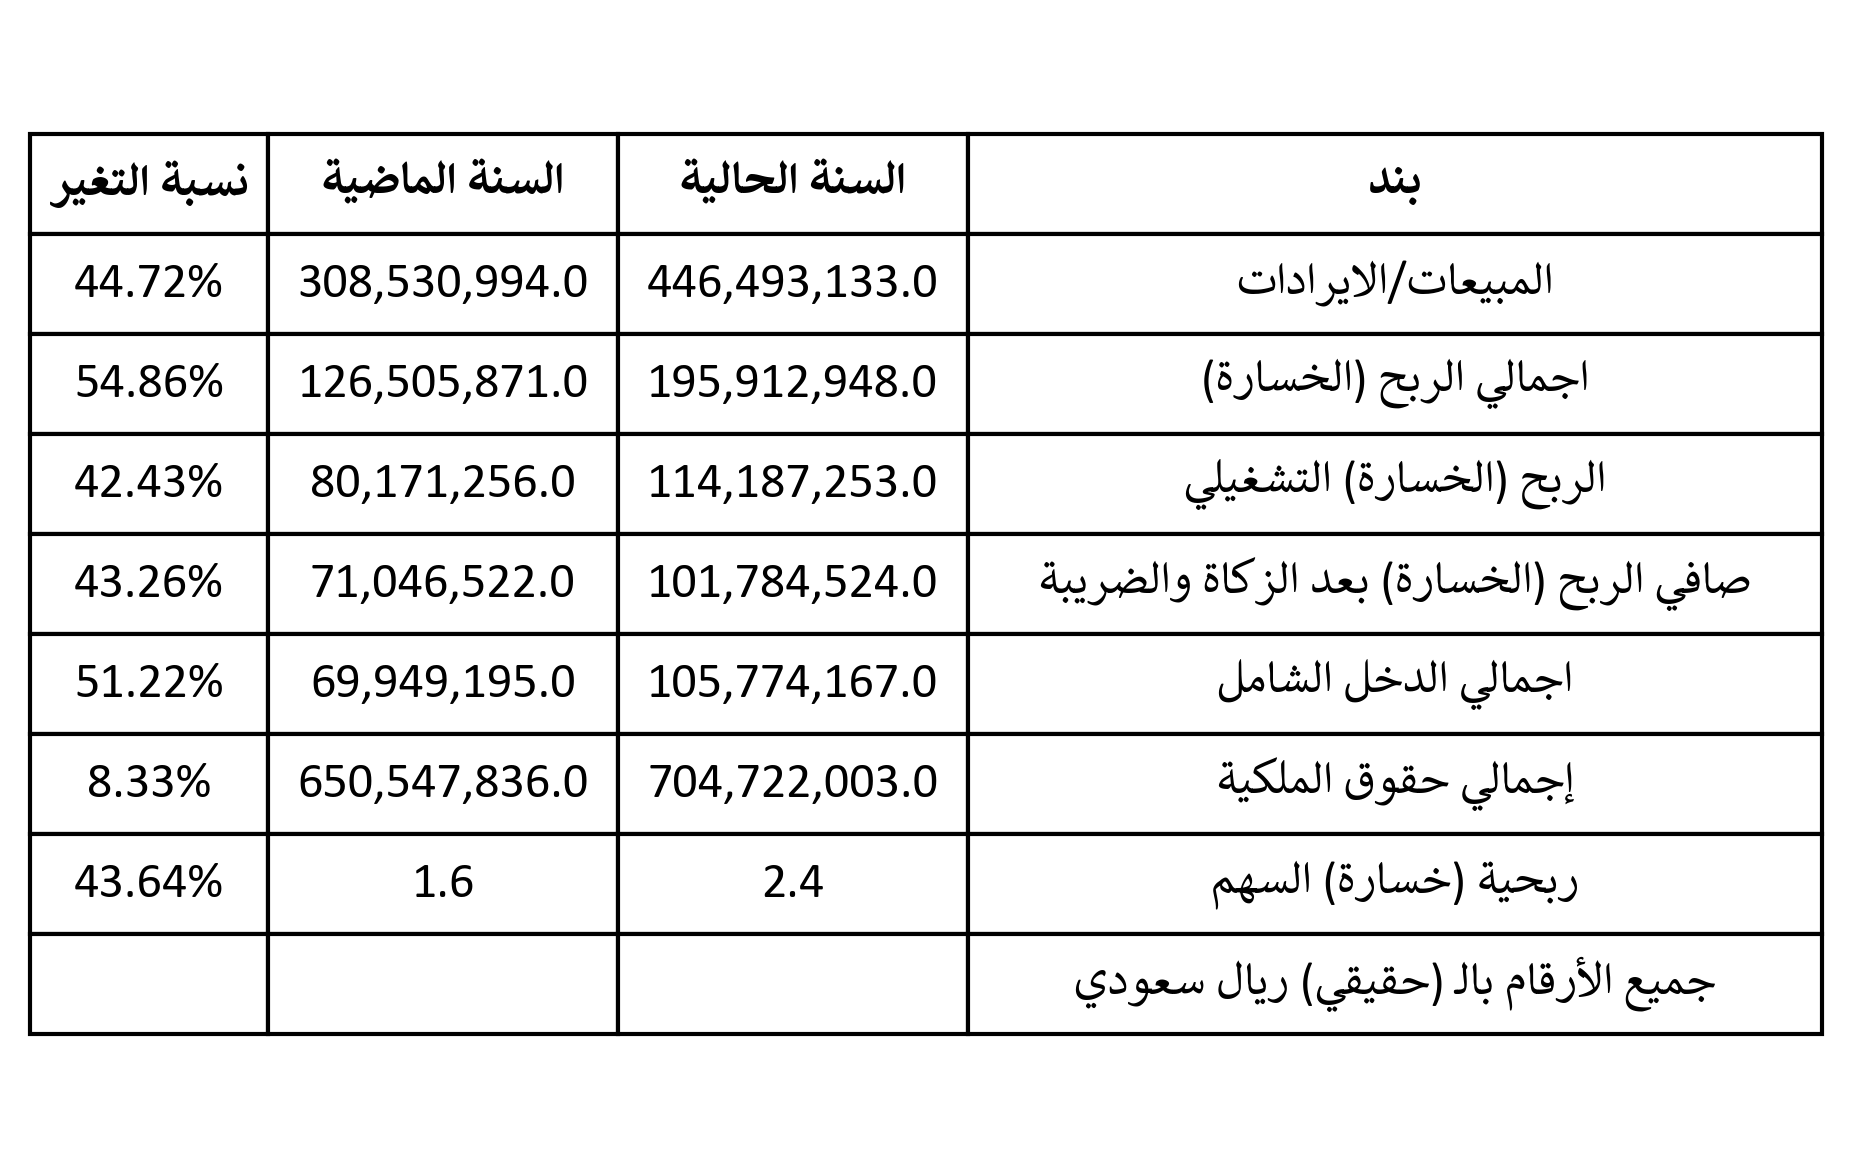 بند السنة الحالية السنة الماضية نسبة التغير
المبيعات/الايرادات 446,493,133.0 308,530,994.0 44.72%
اجمالي الربح (الخسارة) 195,912,948.0 126,505,871.0 54.86%
الربح (الخسارة) التشغيلي 114,187,253.0 80,171,256.0 42.43%
صافي الربح (الخسارة) بعد الزكاة والضريبة 101,784,524.0 71,046,522.0 43.26%
اجمالي الدخل الشامل 105,774,167.0 69,949,195.0 51.22%
إجمالي حقوق الملكية 704,722,003.0 650,547,836.0 8.33%
ربحية (خسارة) السهم 2.4 1.6 43.64%
جميع الأرقام بالـ (حقيقي) ريال سعودي